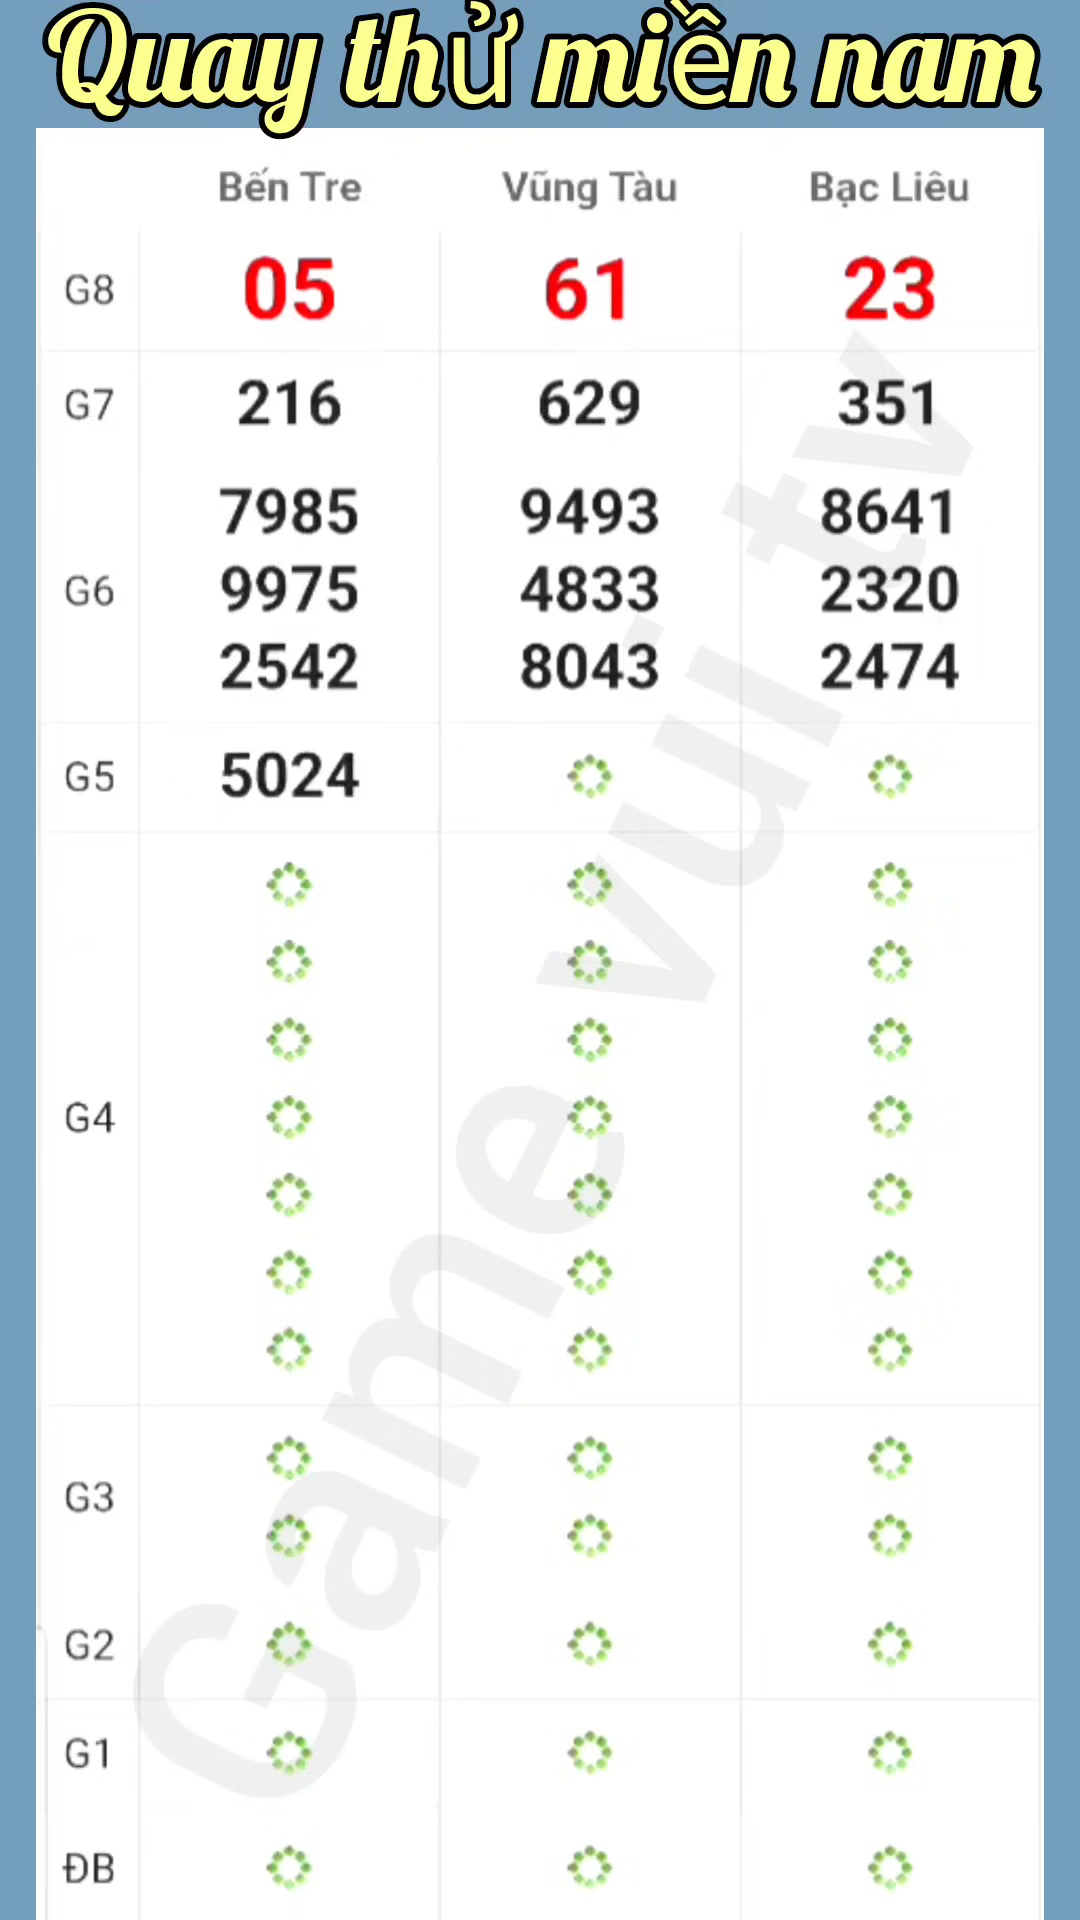 Quay thử miền nam
Bến Tre Vũng Tàu Bạc Liêu
G8 05 61 23
G7 216 629 351
7985 9493 8641
G6 9975 4833 2320
2542 8043 2474
G5 5024
G4
G3
G2
G1
ĐB
Game vui tv